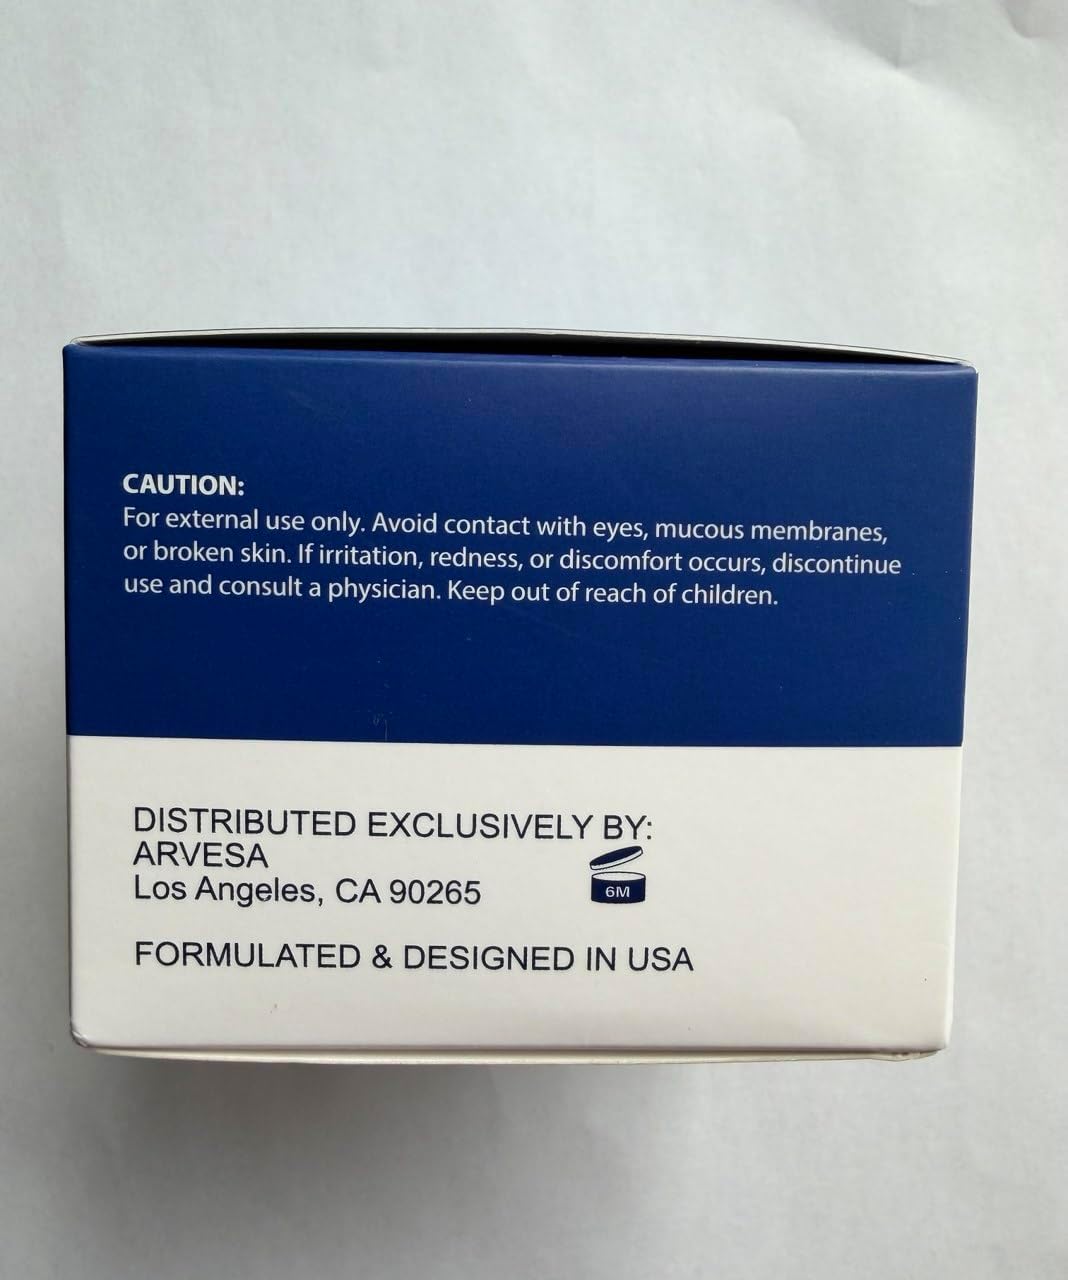 CAUTION:
For external use only. Avoid contact with eyes, mucous membranes,
or broken skin. If irritation, redness, or discomfort occurs, discontinue
use and consult a physician. Keep out of reach of children.
DISTRIBUTED EXCLUSIVELY BY:
ARVESA
Los Angeles, CA 90265
6M
FORMULATED & DESIGNED IN USA